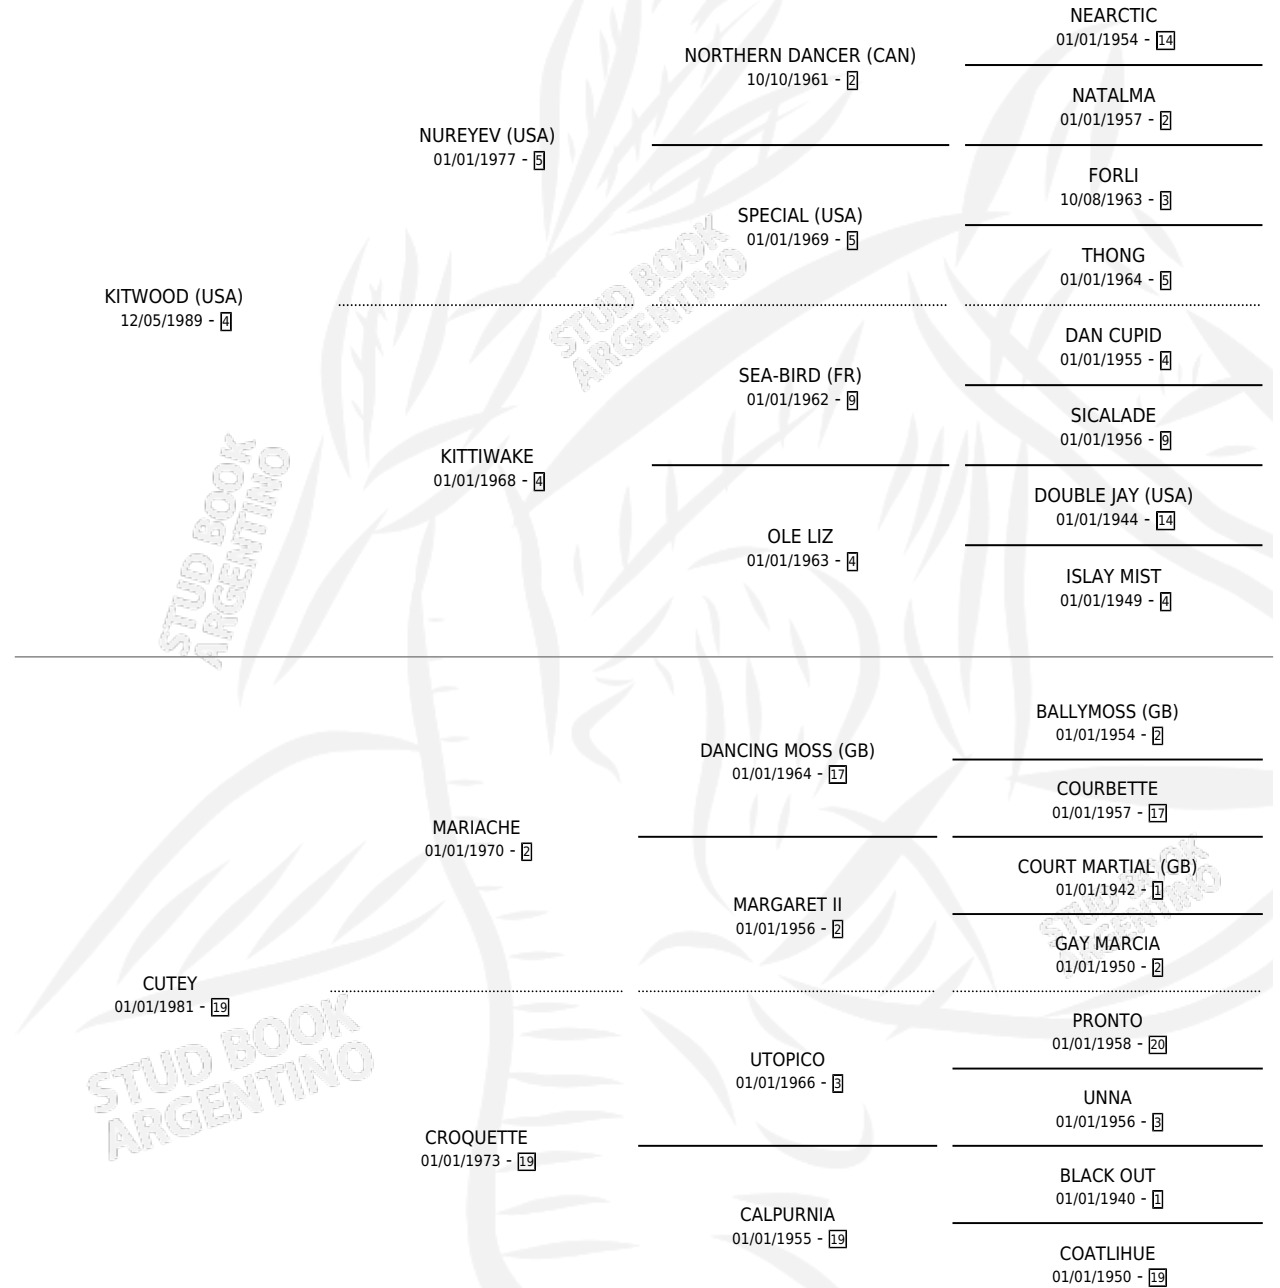 NEARCTIC
01/01/1954 - 14
NORTHERN DANCER (CAN)
10/10/1961 - 2
NATALMA
01/01/1957 - 2
NUREYEV (USA)
01/01/1977 - 5
FORLI
10/08/1963 - 3
SPECIAL (USA)
01/01/1969 - 5
THONG
01/01/1964 - 5
KITWOOD (USA)
12/05/1989 - 4
DAN CUPID
01/01/1955 - 4
SEA-BIRD (FR)
01/01/1962 - 9
SICALADE
01/01/1956 - 9
KITTIWAKE
01/01/1968 - 4
DOUBLE JAY (USA)
01/01/1944 - 14
OLE LIZ
01/01/1963 - 4
ISLAY MIST
01/01/1949 - 4
BALLYMOSS (GB)
01/01/1954 - 2
DANCING MOSS (GB)
01/01/1964 - 17
COURBETTE
01/01/1957 - 17
MARIACHE
01/01/1970 - 2
COURT MARTIAL (GB)
01/01/1942 - 1
MARGARET II
01/01/1956 - 2
GAY MARCIA
01/01/1950 - 2
CUTEY
01/01/1981 - 19
PRONTO
01/01/1958 - 20
UTOPICO
01/01/1966 - 3
UNNA
01/01/1956 - 3
CROQUETTE
01/01/1973 - 19
BLACK OUT
01/01/1940 - 1
CALPURNIA
01/01/1955 - 19
COATLIHUE
01/01/1950 - 19
STUD BOOK
ARGENTINO
STUD BOOK
ARGENTINO
STUD BOOK
ARGENTINO
STUD BOOK
ARGENTINO